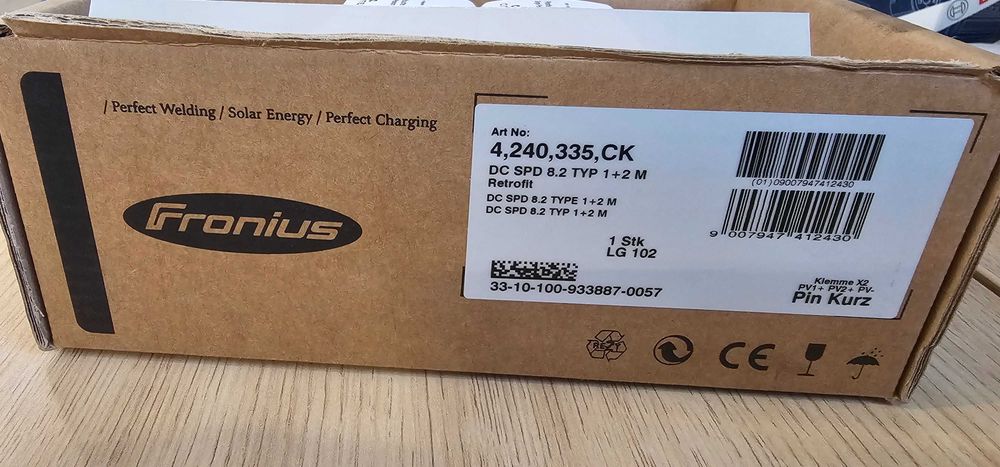 / Perfect Welding / Solar Energy / Perfect Charging
Fronius
Art No:
4,240,335,CK
DC SPD 8.2 TYP 1+2 M
Retrofit
DC SPD 8.2 TYPE 1+2 M
DC SPD 8.2 TYP 1+2 M
1 Stk
LG 102
33-10-100-933887-0057
(01)09007947412430
9 007947 412430
Klemme X2
PV1+ PV2+ PV-
Pin Kurz
REZY
CE